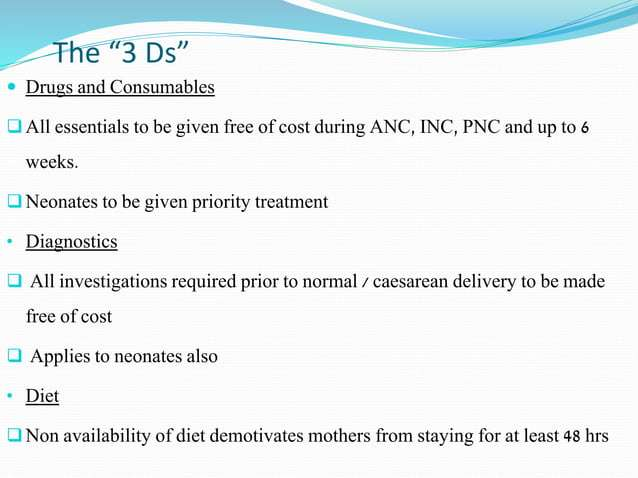 The “3 Ds”
Drugs and Consumables
All essentials to be given free of cost during ANC, INC, PNC and up to 6
weeks.
Neonates to be given priority treatment
Diagnostics
All investigations required prior to normal / caesarean delivery to be made
free of cost
Applies to neonates also
Diet
Non availability of diet demotivates mothers from staying for at least 48 hrs